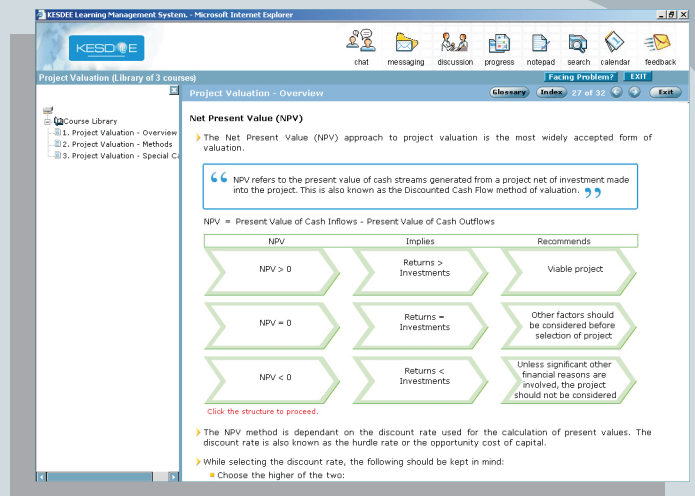 KESDEE Learning Management System. - Microsoft Internet Explorer
KESDEE
chat messaging discussion progress notepad search calendar feedback
Project Valuation (Library of 3 courses)
Facing Problem? EXIT
Course Library
1. Project Valuation - Overview
2. Project Valuation - Methods
3. Project Valuation - Special Ca
Project Valuation - Overview
Glossary Index 27 of 32 Exit
Net Present Value (NPV)
The Net Present Value (NPV) approach to project valuation is the most widely accepted form of
valuation.
“ NPV refers to the present value of cash streams generated from a project net of investment made
into the project. This is also known as the Discounted Cash Flow method of valuation. ”
NPV = Present Value of Cash Inflows - Present Value of Cash Outflows
NPV Implies Recommends
NPV > 0
Returns >
Investments
Viable project
NPV = 0
Returns =
Investments
Other factors should
be considered before
selection of project
NPV < 0
Returns <
Investments
Unless significant other
financial reasons are
involved, the project
should not be considered
Click the structure to proceed.
The NPV method is dependant on the discount rate used for the calculation of present values. The
discount rate is also known as the hurdle rate or the opportunity cost of capital.
While selecting the discount rate, the following should be kept in mind:
Choose the higher of the two: